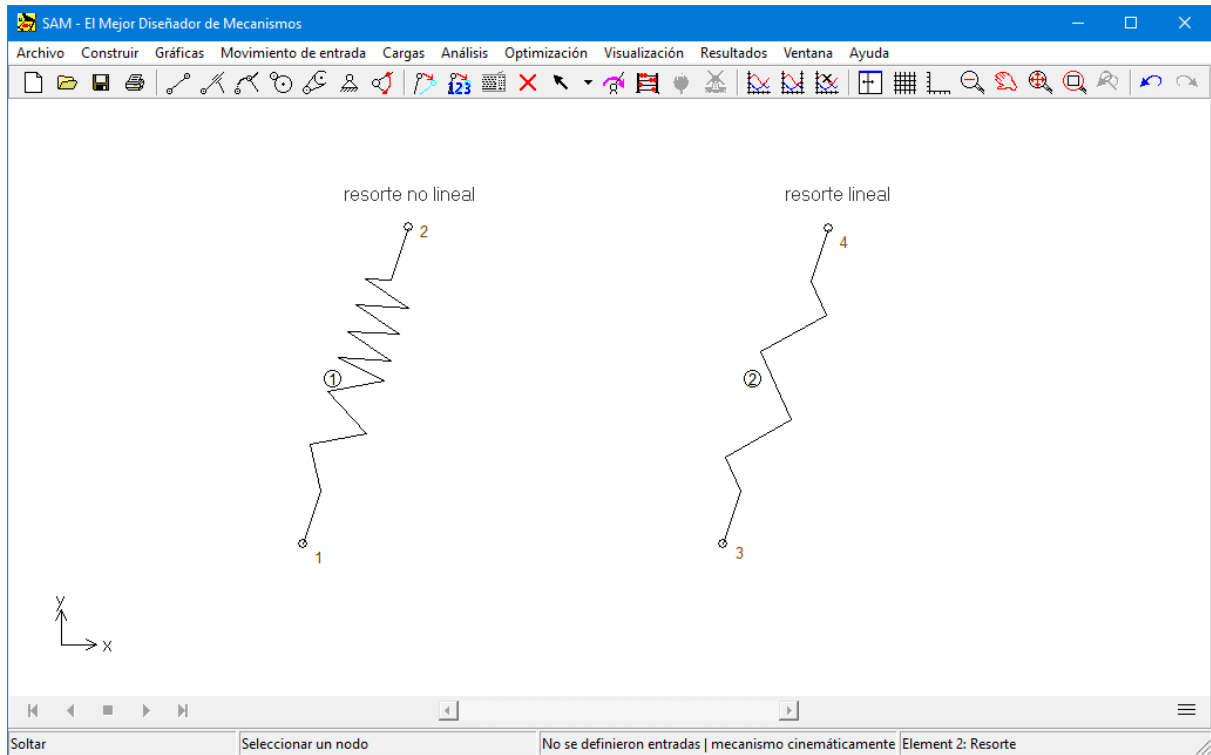 SAM - El Mejor Diseñador de Mecanismos
Archivo Construir Gráficas Movimiento de entrada Cargas Análisis Optimización Visualización Resultados Ventana Ayuda
123
resorte no lineal
resorte lineal
2
4
1
2
1
3
y
x
Soltar
Seleccionar un nodo
No se definieron entradas | mecanismo cinemáticamente
Element 2: Resorte